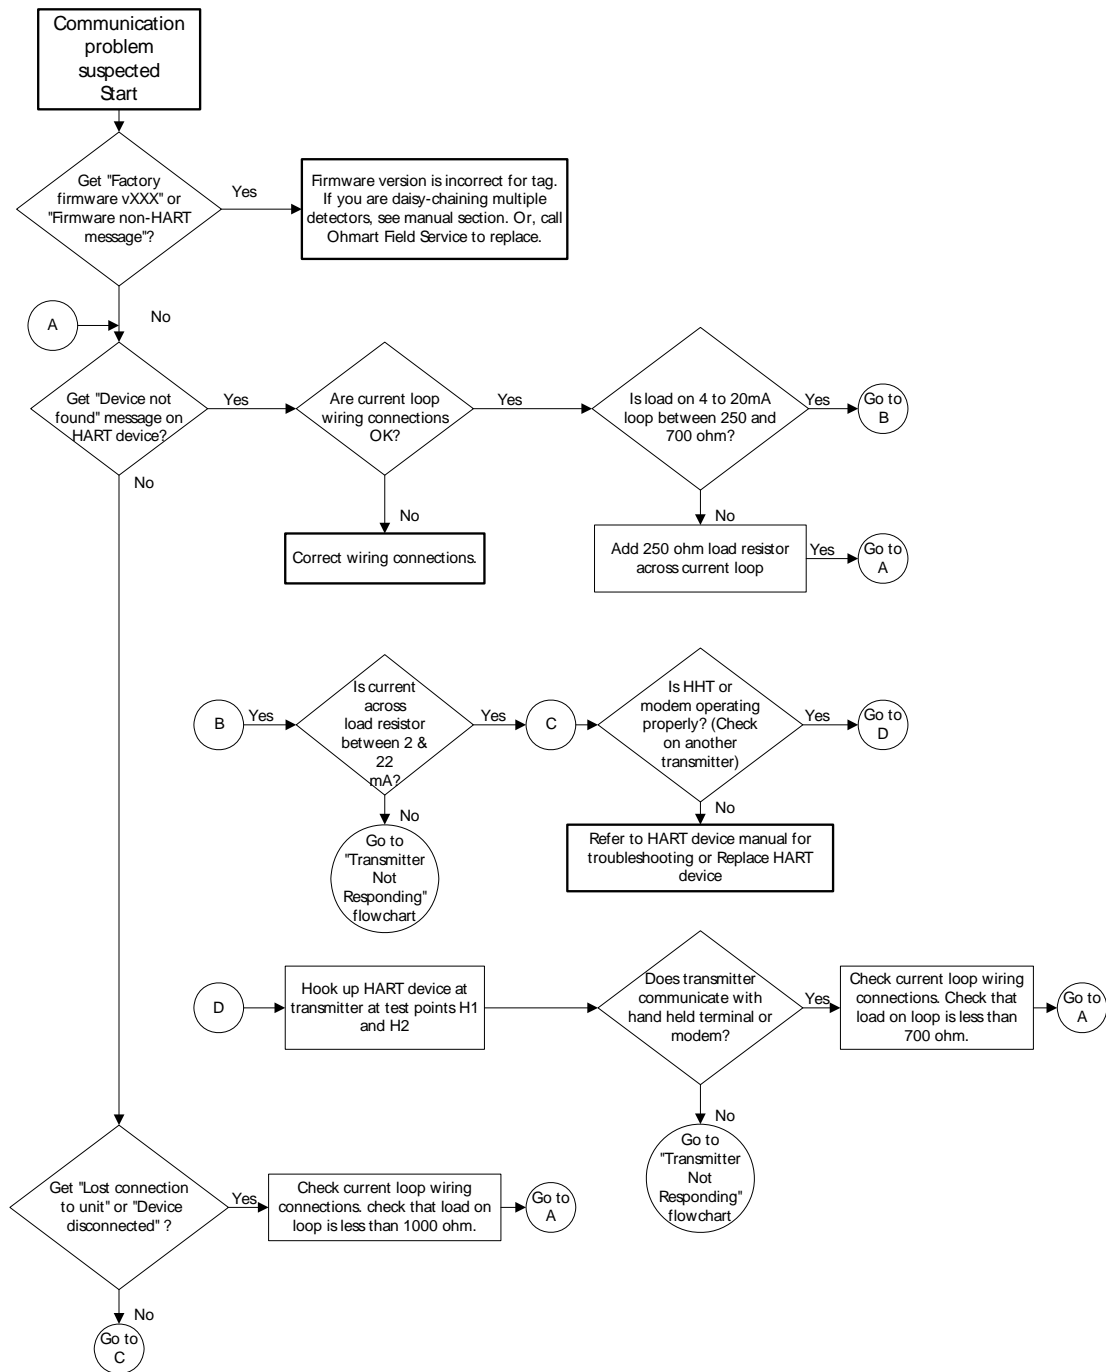 Communication
problem
suspected
Start
Get "Factory
firmware vXXX" or
"Firmware non-HART
message"?
Yes
Firmware version is incorrect for tag.
If you are daisy-chaining multiple
detectors, see manual section. Or, call
Ohmart Field Service to replace.
No
A
Get "Device not
found" message on
HART device?
Yes
Are current loop
wiring connections
OK?
Yes
Is load on 4 to 20mA
loop between 250 and
700 ohm?
Yes
Go to
B
No
No
Correct wiring connections.
No
Add 250 ohm load resistor
across current loop
Yes
Go to
A
B
Yes
Is current
across
load resistor
between 2 &
22
mA?
Yes
C
Is HHT or
modem operating
properly? (Check
on another
transmitter)
Yes
Go to
D
No
Go to
"Transmitter
Not
Responding"
flowchart
No
Refer to HART device manual for
troubleshooting or Replace HART
device
D
Hook up HART device at
transmitter at test points H1
and H2
Does transmitter
communicate with
hand held terminal or
modem?
Yes
Check current loop wiring
connections. Check that
load on loop is less than
700 ohm.
Go to
A
No
Go to
"Transmitter
Not
Responding"
flowchart
Get "Lost connection
to unit" or "Device
disconnected" ?
Yes
Check current loop wiring
connections. check that load on
loop is less than 1000 ohm.
Go to
A
No
Go to
C